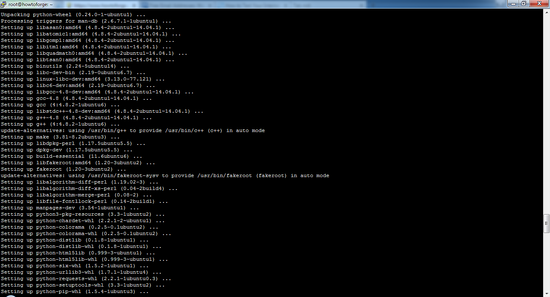 root@howtoforge:
Unpacking python-wheel (0.24.0-1~ubuntu1) ...
Processing triggers for man-db (2.6.7.1-1ubuntu1) ...
Setting up libasan0:amd64 (4.8.4-2ubuntu1~14.04.1) ...
Setting up libatomic1:amd64 (4.8.4-2ubuntu1~14.04.1) ...
Setting up libgomp1:amd64 (4.8.4-2ubuntu1~14.04.1) ...
Setting up libitm1:amd64 (4.8.4-2ubuntu1~14.04.1) ...
Setting up libquadmath0:amd64 (4.8.4-2ubuntu1~14.04.1) ...
Setting up libtsan0:amd64 (4.8.4-2ubuntu1~14.04.1) ...
Setting up binutils (2.24-5ubuntu14) ...
Setting up libc-dev-bin (2.19-0ubuntu6.7) ...
Setting up linux-libc-dev:amd64 (3.13.0-77.121) ...
Setting up libc6-dev:amd64 (2.19-0ubuntu6.7) ...
Setting up libgcc-4.8-dev:amd64 (4.8.4-2ubuntu1~14.04.1) ...
Setting up gcc-4.8 (4.8.4-2ubuntu1~14.04.1) ...
Setting up gcc (4:4.8.2-1ubuntu6) ...
Setting up libstdc++-4.8-dev:amd64 (4.8.4-2ubuntu1~14.04.1) ...
Setting up g++-4.8 (4.8.4-2ubuntu1~14.04.1) ...
Setting up g++ (4:4.8.2-1ubuntu6) ...
update-alternatives: using /usr/bin/g++ to provide /usr/bin/c++ (c++) in auto mode
Setting up make (3.81-8.2ubuntu3) ...
Setting up libdpkg-perl (1.17.5ubuntu5.5) ...
Setting up dpkg-dev (1.17.5ubuntu5.5) ...
Setting up build-essential (11.6ubuntu6) ...
Setting up libfakeroot:amd64 (1.20-3ubuntu2) ...
Setting up fakeroot (1.20-3ubuntu2) ...
update-alternatives: using /usr/bin/fakeroot-sysv to provide /usr/bin/fakeroot (fakeroot) in auto mode
Setting up libalgorithm-diff-perl (1.19.02-3) ...
Setting up libalgorithm-diff-xs-perl (0.04-2build4) ...
Setting up libalgorithm-merge-perl (0.08-2) ...
Setting up libfile-fcntllock-perl (0.14-2build1) ...
Setting up manpages-dev (3.54-1ubuntu1) ...
Setting up python3-pkg-resources (3.3-1ubuntu2) ...
Setting up python-chardet-whl (2.2.1-2~ubuntu1) ...
Setting up python-colorama (0.2.5-0.1ubuntu2) ...
Setting up python-colorama-whl (0.2.5-0.1ubuntu2) ...
Setting up python-distlib (0.1.8-1ubuntu1) ...
Setting up python-distlib-whl (0.1.8-1ubuntu1) ...
Setting up python-html5lib (0.999-3~ubuntu1) ...
Setting up python-html5lib-whl (0.999-3~ubuntu1) ...
Setting up python-six-whl (1.5.2-1ubuntu1) ...
Setting up python-urllib3-whl (1.7.1-1ubuntu4) ...
Setting up python-requests-whl (2.2.1-1ubuntu0.3) ...
Setting up python-setuptools-whl (3.3-1ubuntu2) ...
Setting up python-pip-whl (1.5.4-1ubuntu3) ...